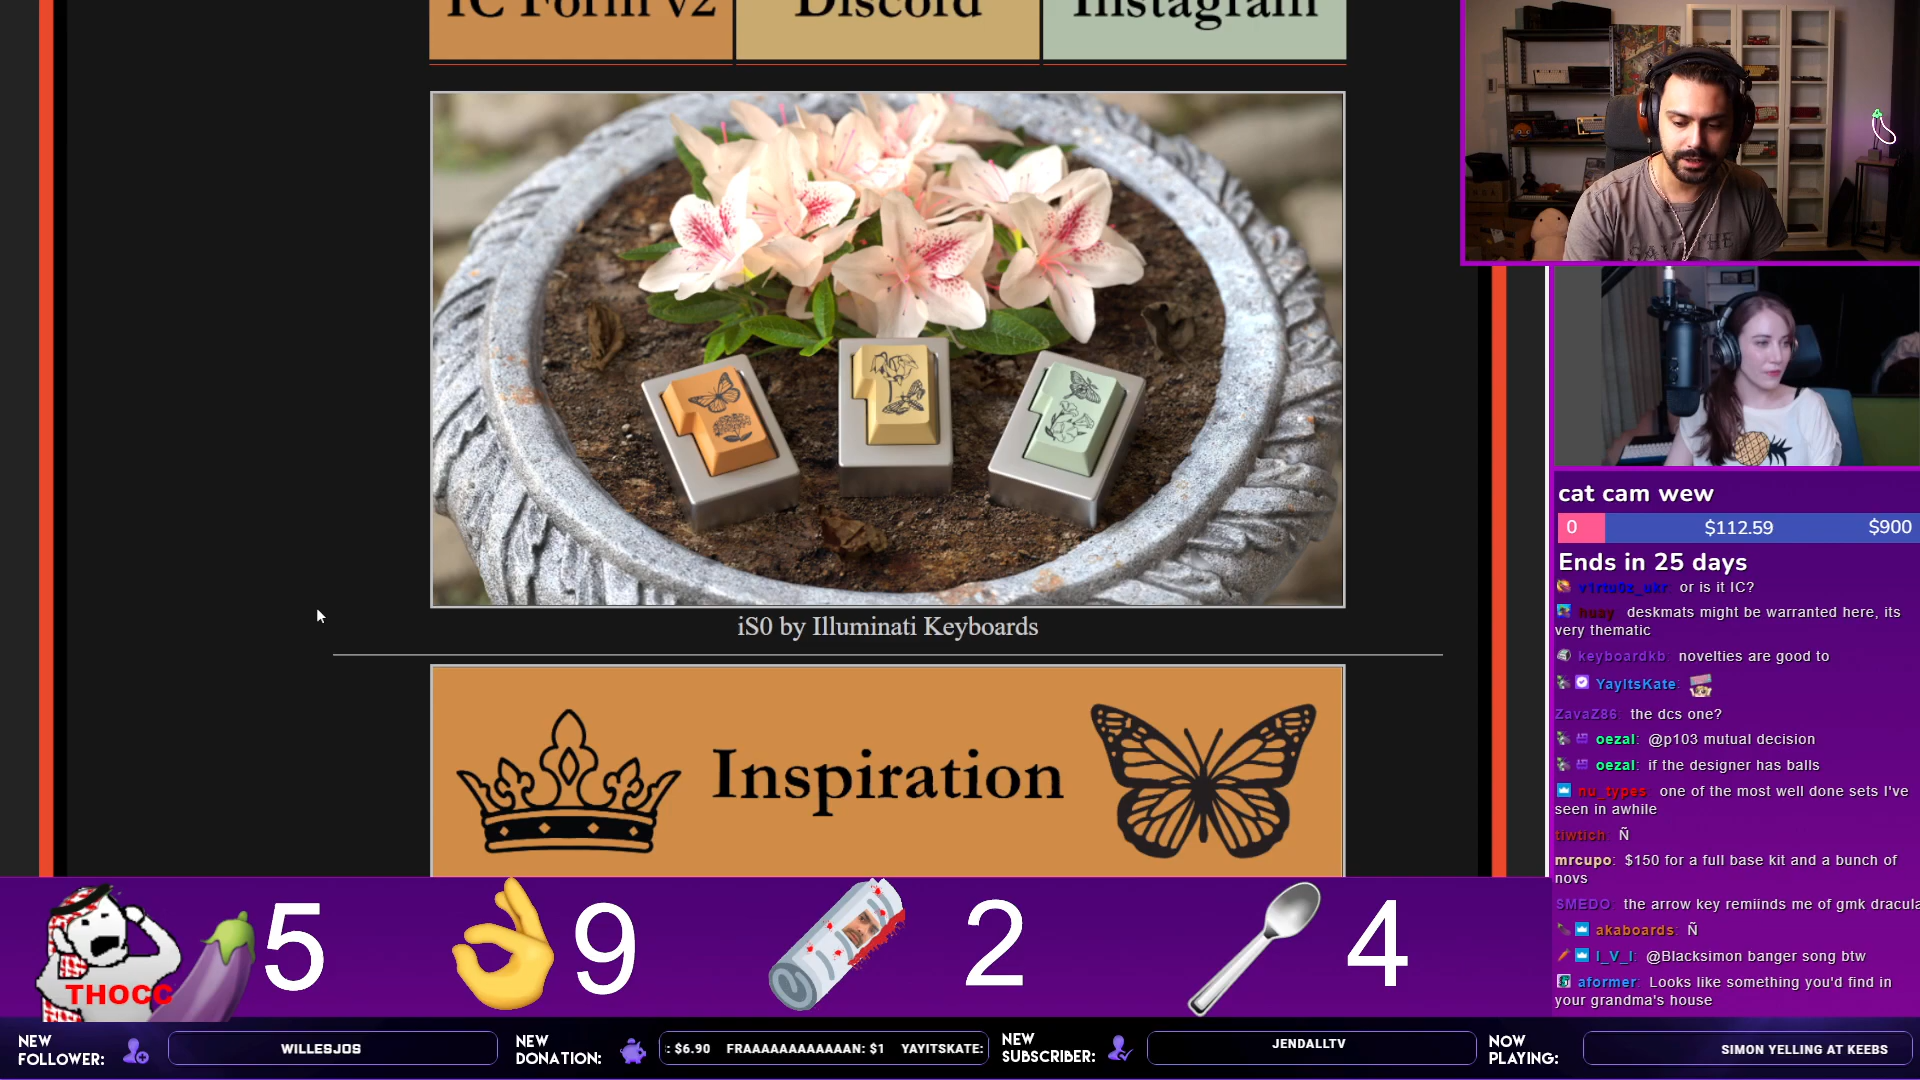 IC Form v2
Discord
Instagram
iS0 by Illuminati Keyboards
Inspiration
SAVE THE
cat cam wew
0 $112.59 $900
Ends in 25 days
v1rtu0z_ukr: or is it IC?
huay: deskmats might be warranted here, its
very thematic
keyboardkb: novelties are good to
YayItsKate:
ZavaZ86: the dcs one?
oezal: @p103 mutual decision
oezal: if the designer has balls
nu_types: one of the most well done sets I've
seen in awhile
tiwtich: Ñ
mrcupo: $150 for a full base kit and a bunch of
novs
SMEDO: the arrow key remiinds me of gmk dracula
akaboards: Ñ
I_V_I: @Blacksimon banger song btw
aformer: Looks like something you'd find in
your grandma's house
THOCC 5
9
2
4
NEW
FOLLOWER:
WILLESJOS
NEW
DONATION:
: $6.90 FRAAAAAAAAAAAN: $1 YAYITSKATE:
NEW
SUBSCRIBER:
JENDALLTV
NOW
PLAYING:
SIMON YELLING AT KEEBS